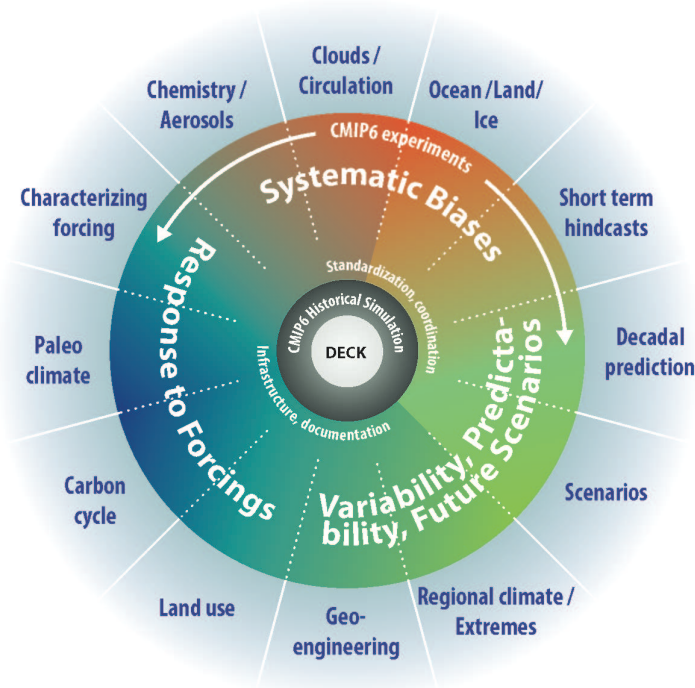 Clouds /
Circulation
Ocean /Land/
Ice
Short term
hindcasts
Decadal
prediction
Scenarios
Regional climate /
Extremes
Geo-
engineering
Land use
Carbon
cycle
Paleo
climate
Characterizing
forcing
Chemistry /
Aerosols
CMIP6 experiments
Systematic Biases
Variability, Predicta-
bility, Future Scenarios
Response to Forcings
Standardization, coordination
Infrastructure, documentation
CMIP6 Historical Simulation
DECK